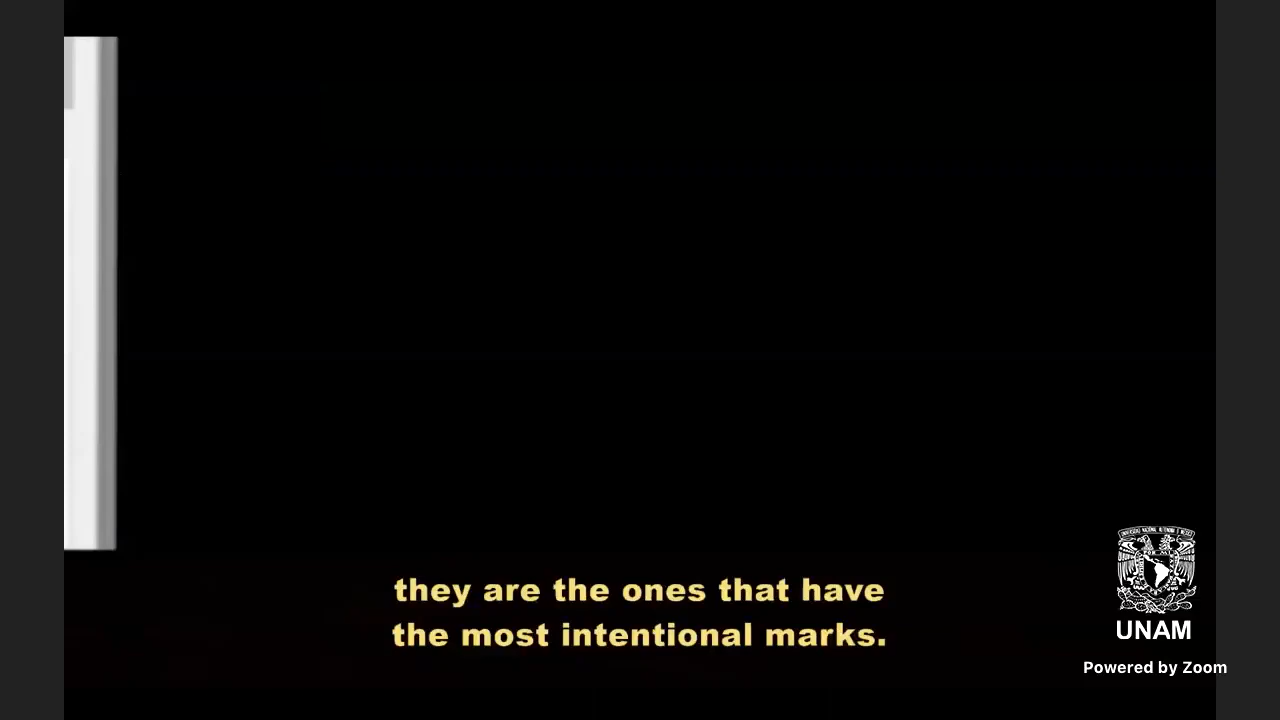 they are the ones that have
the most intentional marks.
UNAM
Powered by Zoom